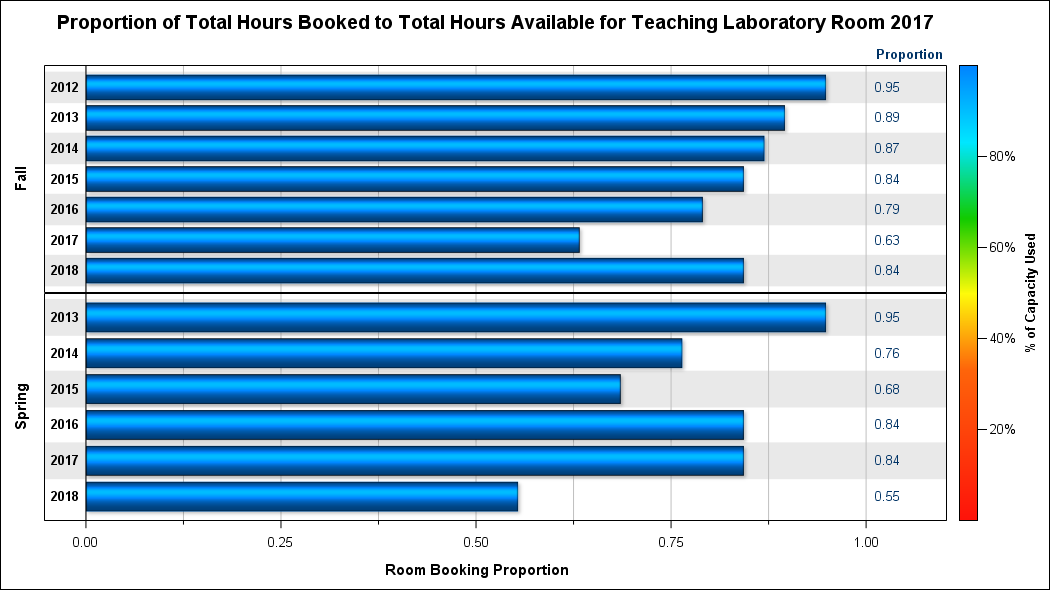 Proportion of Total Hours Booked to Total Hours Available for Teaching Laboratory Room 2017
Proportion
Fall
2012 0.95
2013 0.89
2014 0.87
2015 0.84
2016 0.79
2017 0.63
2018 0.84
Spring
2013 0.95
2014 0.76
2015 0.68
2016 0.84
2017 0.84
2018 0.55
0.00 0.25 0.50 0.75 1.00
Room Booking Proportion
80%
60%
40%
20%
% of Capacity Used